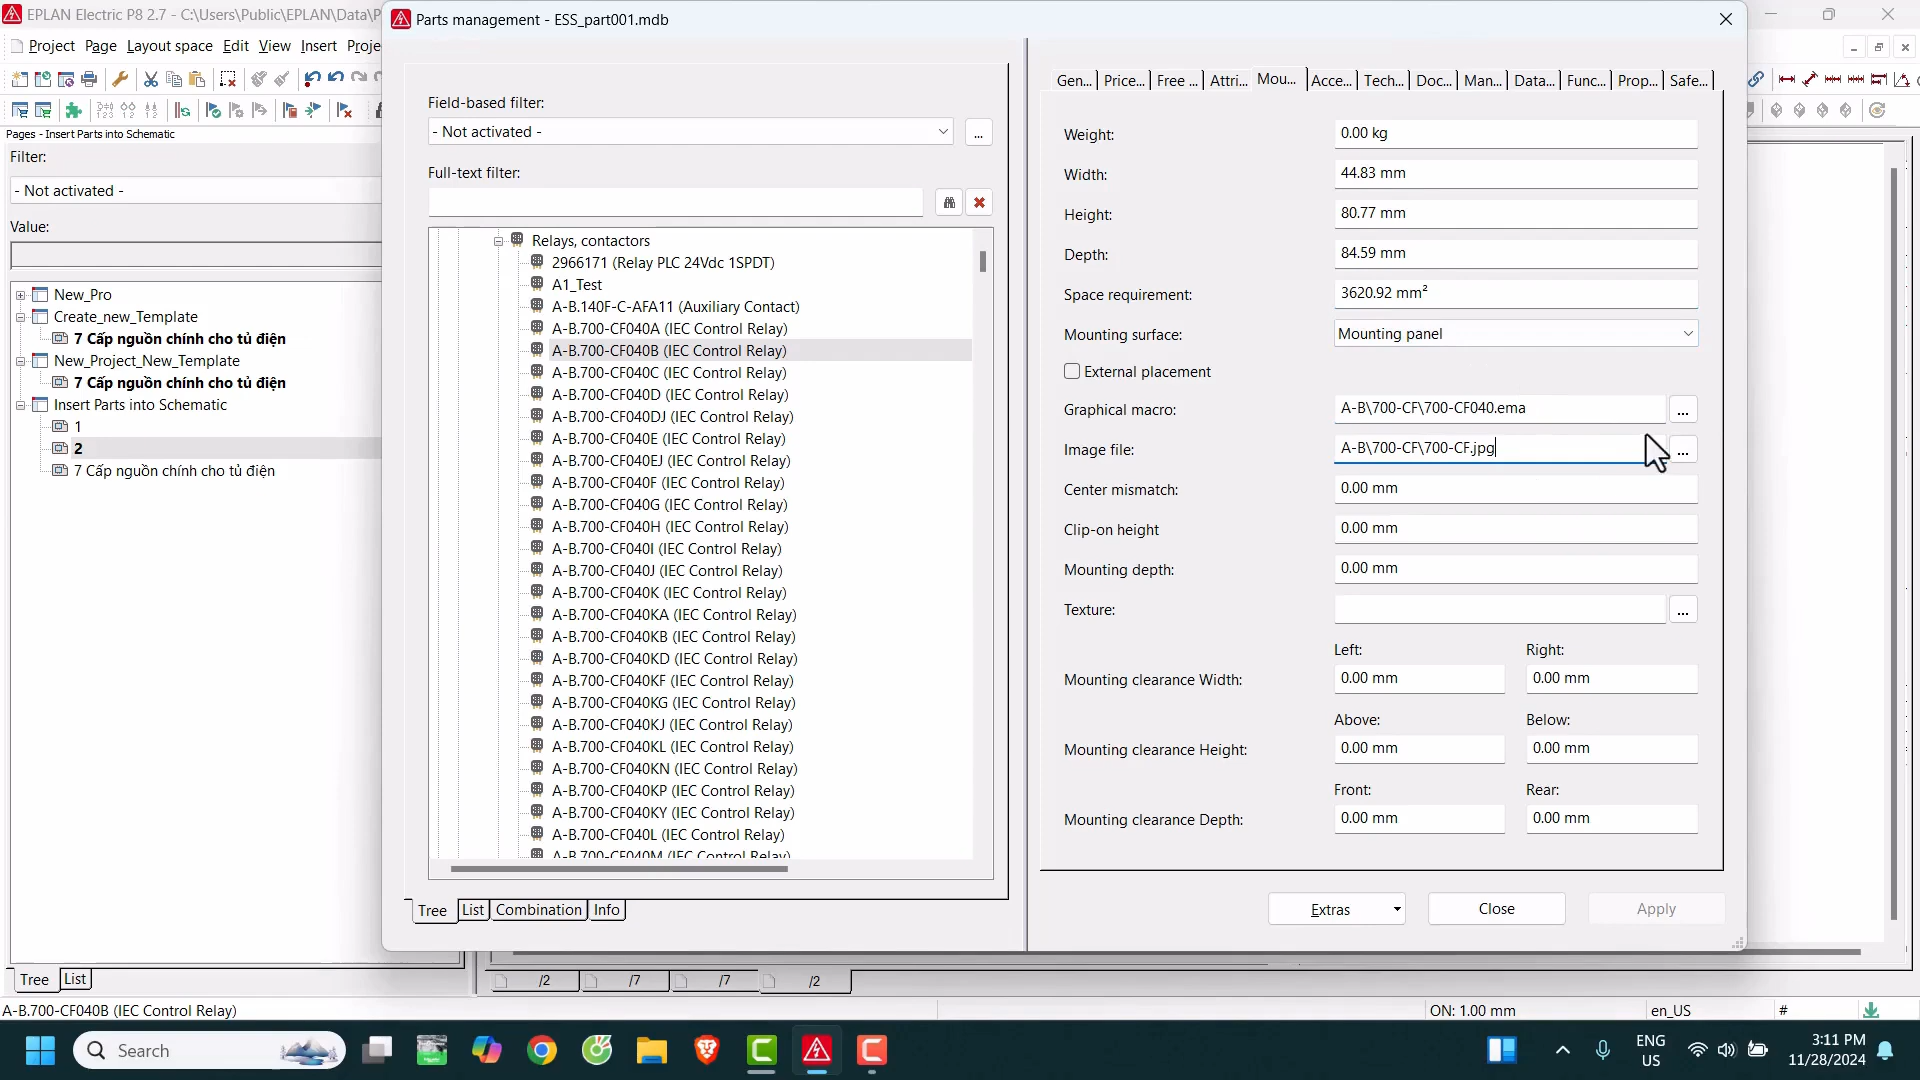 EPLAN Electric P8 2.7 - C:\Users\Public\EPLAN\Data\P
Parts management - ESS_part001.mdb
Project Page Layout space Edit View Insert Proje
Pages - Insert Parts into Schematic
Filter:
- Not activated -
Value:
New_Pro
Create_new_Template
7 Cấp nguồn chính cho tủ điện
New_Project_New_Template
7 Cấp nguồn chính cho tủ điện
Insert Parts into Schematic
1
2
7 Cấp nguồn chính cho tủ điện
Tree List
Field-based filter:
- Not activated -
...
Full-text filter:
Relays, contactors
2966171 (Relay PLC 24Vdc 1SPDT)
A1_Test
A-B.140F-C-AFA11 (Auxiliary Contact)
A-B.700-CF040A (IEC Control Relay)
A-B.700-CF040B (IEC Control Relay)
A-B.700-CF040C (IEC Control Relay)
A-B.700-CF040D (IEC Control Relay)
A-B.700-CF040DJ (IEC Control Relay)
A-B.700-CF040E (IEC Control Relay)
A-B.700-CF040EJ (IEC Control Relay)
A-B.700-CF040F (IEC Control Relay)
A-B.700-CF040G (IEC Control Relay)
A-B.700-CF040H (IEC Control Relay)
A-B.700-CF040I (IEC Control Relay)
A-B.700-CF040J (IEC Control Relay)
A-B.700-CF040K (IEC Control Relay)
A-B.700-CF040KA (IEC Control Relay)
A-B.700-CF040KB (IEC Control Relay)
A-B.700-CF040KD (IEC Control Relay)
A-B.700-CF040KF (IEC Control Relay)
A-B.700-CF040KG (IEC Control Relay)
A-B.700-CF040KJ (IEC Control Relay)
A-B.700-CF040KL (IEC Control Relay)
A-B.700-CF040KN (IEC Control Relay)
A-B.700-CF040KP (IEC Control Relay)
A-B.700-CF040KY (IEC Control Relay)
A-B.700-CF040L (IEC Control Relay)
A-B.700-CF040M (IEC Control Relay)
Tree List Combination Info
Gen... Price... Free ... Attri... Mou... Acce... Tech... Doc... Man... Data... Func... Prop... Safe...
Weight: 0.00 kg
Width: 44.83 mm
Height: 80.77 mm
Depth: 84.59 mm
Space requirement: 3620.92 mm²
Mounting surface: Mounting panel
External placement
Graphical macro: A-B\700-CF\700-CF040.ema ...
Image file: A-B\700-CF\700-CF.jpg ...
Center mismatch: 0.00 mm
Clip-on height 0.00 mm
Mounting depth: 0.00 mm
Texture: ...
Left: Right:
Mounting clearance Width: 0.00 mm 0.00 mm
Above: Below:
Mounting clearance Height: 0.00 mm 0.00 mm
Front: Rear:
Mounting clearance Depth: 0.00 mm 0.00 mm
Extras Close Apply
/2 /7 /7 /2
A-B.700-CF040B (IEC Control Relay) ON: 1.00 mm en_US #
Search
ENG
US
3:11 PM
11/28/2024